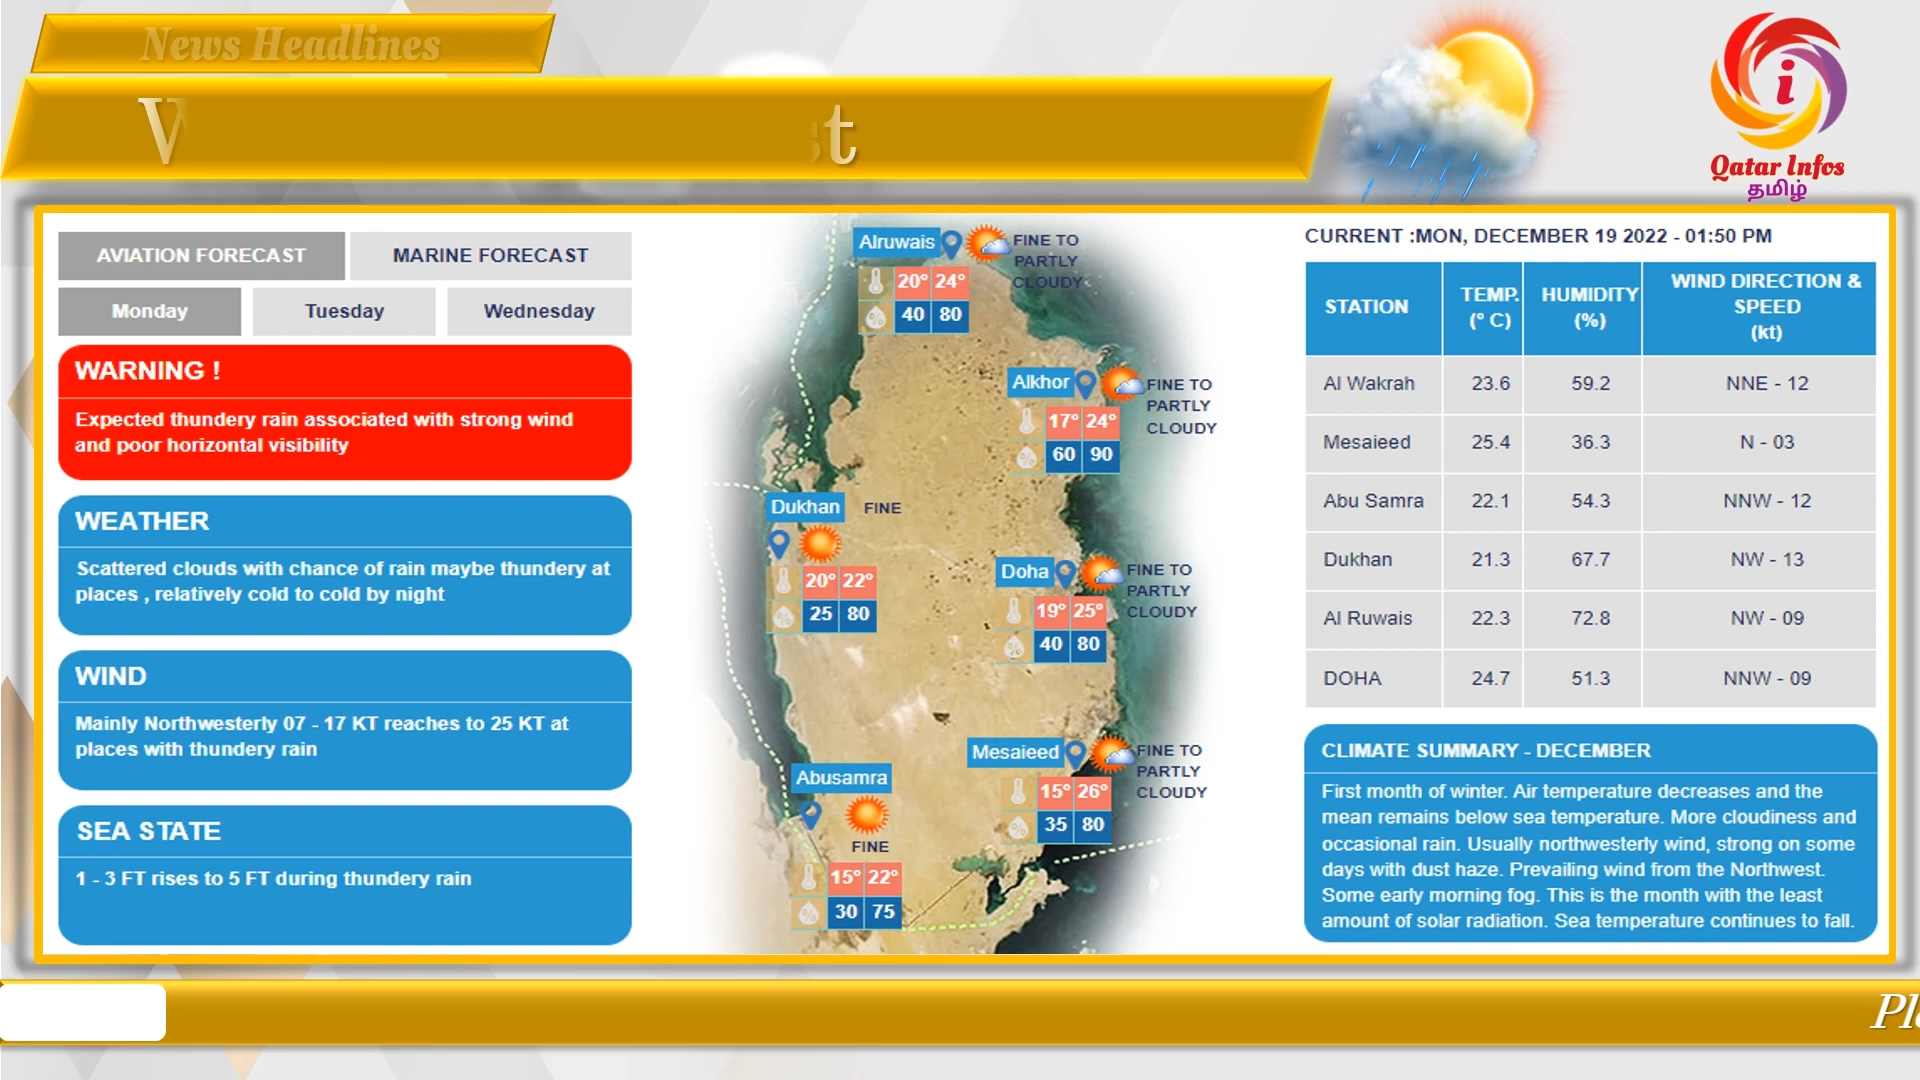 News Headlines
i
Qatar Infos
தமிழ்
AVIATION FORECAST
MARINE FORECAST
Monday
Tuesday
Wednesday
WARNING !
Expected thundery rain associated with strong wind
and poor horizontal visibility
WEATHER
Scattered clouds with chance of rain maybe thundery at
places , relatively cold to cold by night
WIND
Mainly Northwesterly 07 - 17 KT reaches to 25 KT at
places with thundery rain
SEA STATE
1 - 3 FT rises to 5 FT during thundery rain
Alruwais
FINE TO
PARTLY
CLOUDY
20° 24°
40 80
Alkhor
FINE TO
PARTLY
CLOUDY
17° 24°
60 90
Dukhan
FINE
20° 22°
25 80
Doha
FINE TO
PARTLY
CLOUDY
19° 25°
40 80
Mesaieed
FINE TO
PARTLY
CLOUDY
15° 26°
35 80
Abusamra
FINE
15° 22°
30 75
CURRENT :MON, DECEMBER 19 2022 - 01:50 PM
STATION
TEMP.
(° C)
HUMIDITY
(%)
WIND DIRECTION &
SPEED
(kt)
Al Wakrah 23.6 59.2 NNE - 12
Mesaieed 25.4 36.3 N - 03
Abu Samra 22.1 54.3 NNW - 12
Dukhan 21.3 67.7 NW - 13
Al Ruwais 22.3 72.8 NW - 09
DOHA 24.7 51.3 NNW - 09
CLIMATE SUMMARY - DECEMBER
First month of winter. Air temperature decreases and the
mean remains below sea temperature. More cloudiness and
occasional rain. Usually northwesterly wind, strong on some
days with dust haze. Prevailing wind from the Northwest.
Some early morning fog. This is the month with the least
amount of solar radiation. Sea temperature continues to fall.